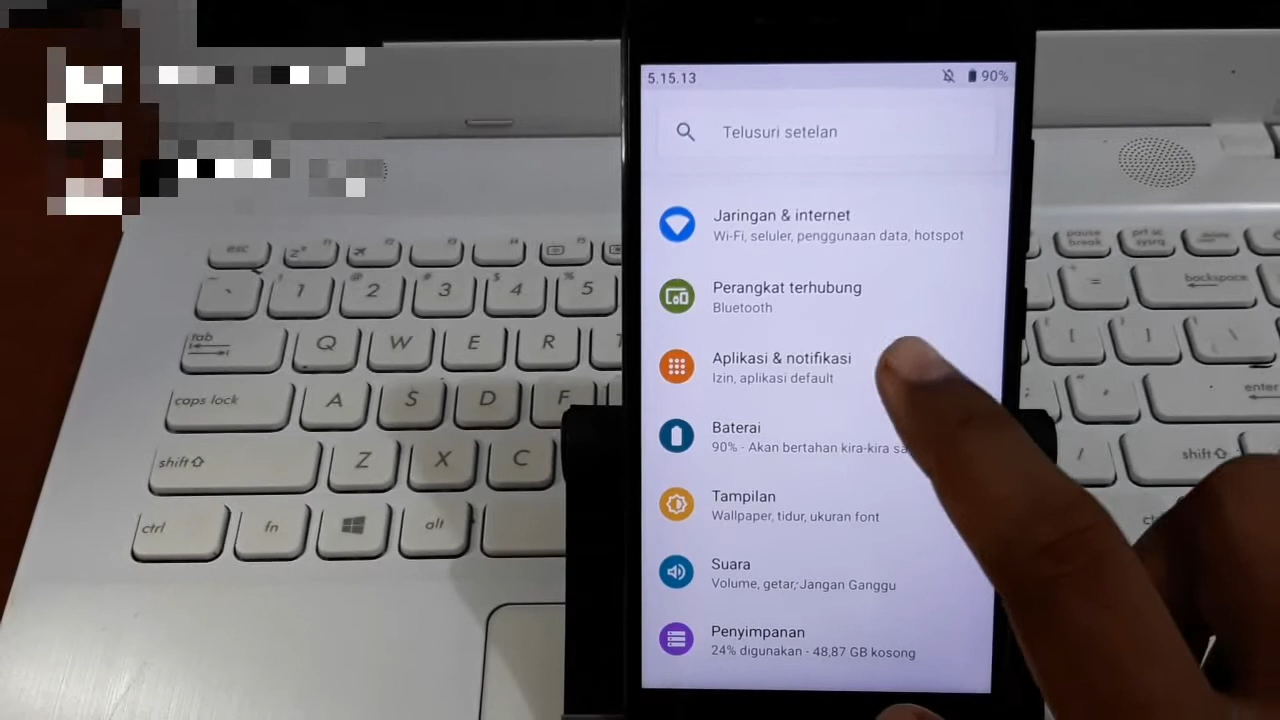 5.15.13
90%
Telusuri setelan
Jaringan & internet
Wi-Fi, seluler, penggunaan data, hotspot
Perangkat terhubung
Bluetooth
Aplikasi & notifikasi
Izin, aplikasi default
Baterai
90% - Akan bertahan kira-kira
Tampilan
Wallpaper, tidur, ukuran font
Suara
Volume, getar, Jangan Ganggu
Penyimpanan
24% digunakan - 48,87 GB kosong
esc
1 2 3 4 5
tab
Q W E R
caps lock
A S D F
shift
Z X C
ctrl
fn
alt
pause break
prt sc sysrq
backspace
enter
shift